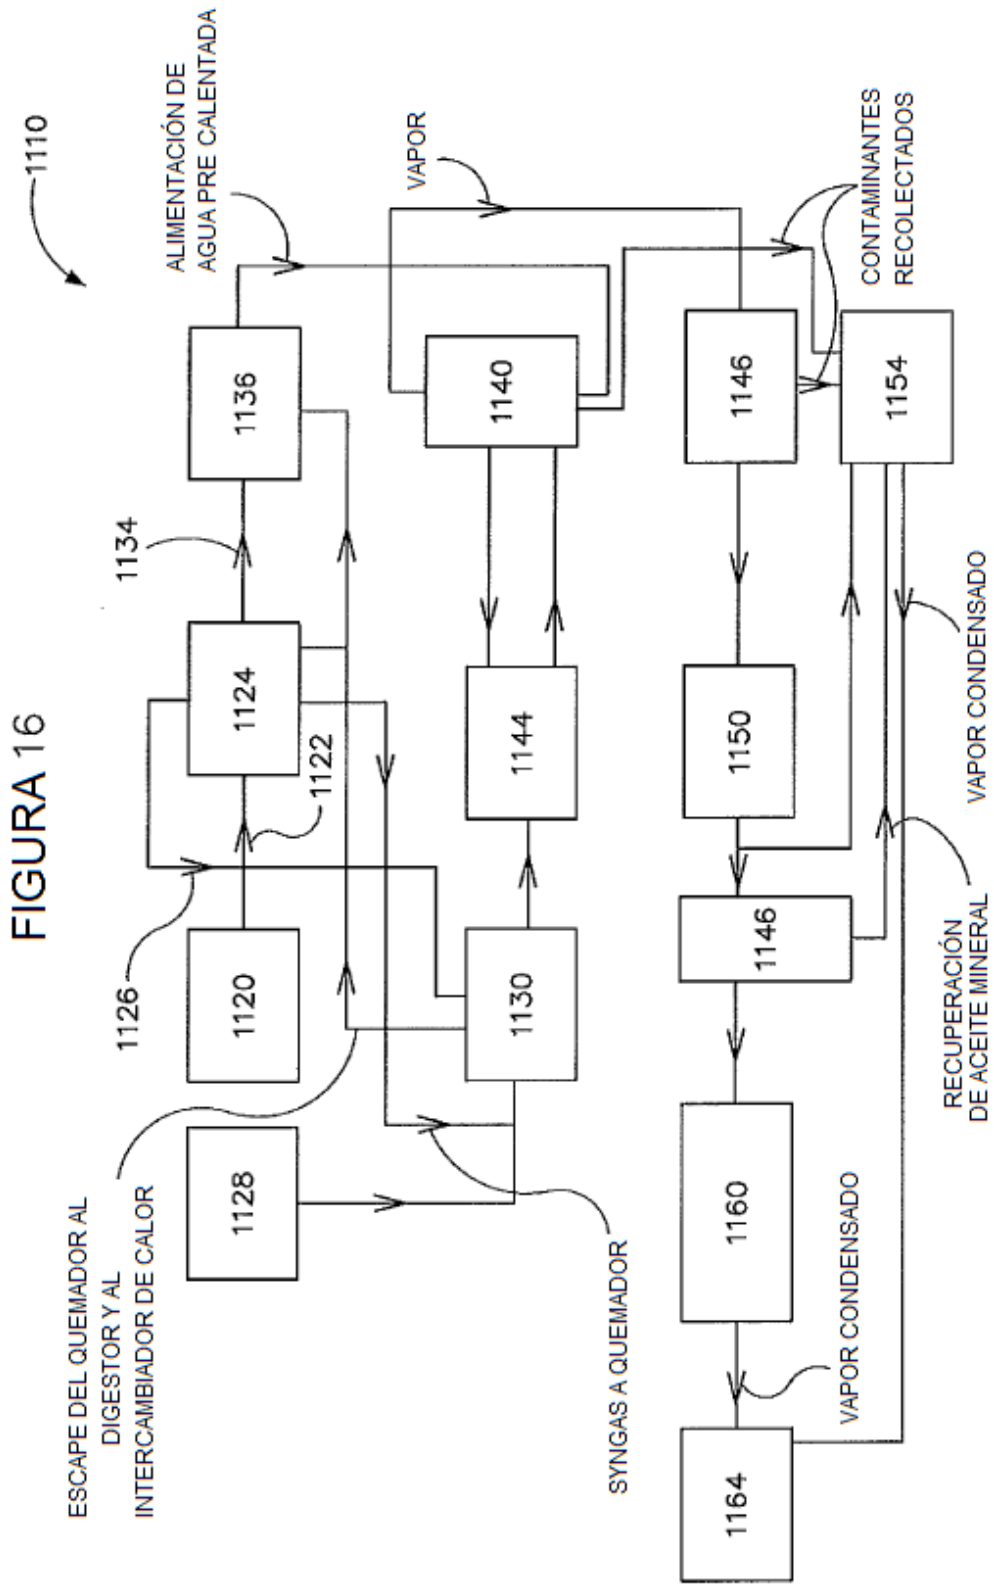 FIGURA 16
1110
ESCAPE DEL QUEMADOR AL
DIGESTOR Y AL
INTERCAMBIADOR DE CALOR
1126
1122
1134
ALIMENTACIÓN DE
AGUA PRE CALENTADA
1128
1120
1124
1136
VAPOR
SYNGAS A QUEMADOR
1130
1144
1140
CONTAMINANTES
RECOLECTADOS
1164
1160
1146
1150
1146
1154
VAPOR CONDENSADO
RECUPERACIÓN
DE ACEITE MINERAL
VAPOR CONDENSADO